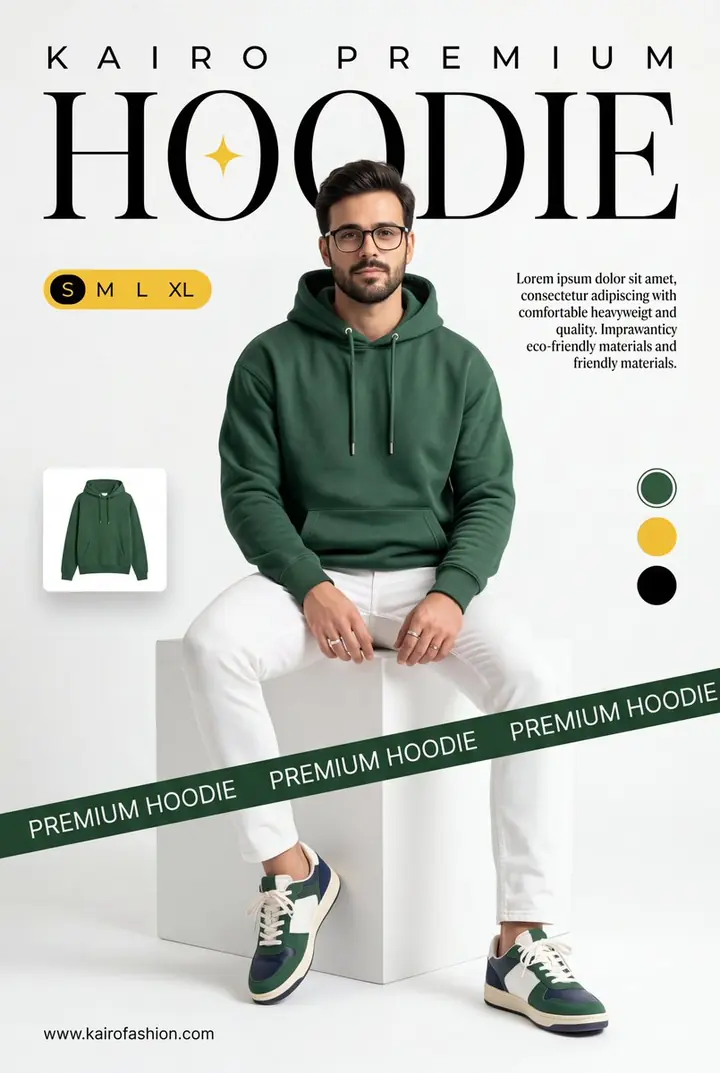 KAIRO PREMIUM
HOODIE
S M L XL
Lorem ipsum dolor sit amet,
consectetur adipiscing with
comfortable heavyweigt and
quality. Imprawanticy
eco-friendly materials and
friendly materials.
PREMIUM HOODIE PREMIUM HOODIE PREMIUM HOODIE
www.kairofashion.com